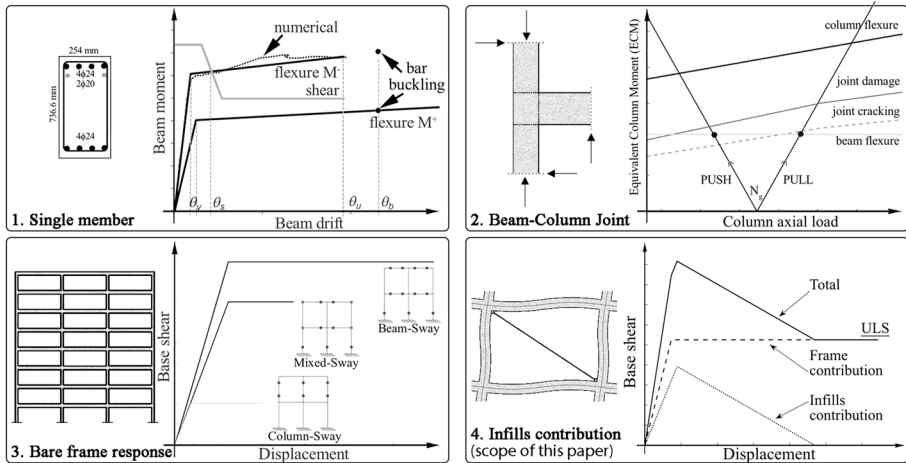 254 mm
736.6 mm
4ϕ24
2ϕ20
4ϕ24
1. Single member
Beam moment
numerical
flexure M⁻
shear
bar
buckling
flexure M⁺
θy
θs
θu
θb
Beam drift
2. Beam-Column Joint
Equivalent Column Moment (ECM)
column flexure
joint damage
joint cracking
beam flexure
PUSH
Ng
PULL
Column axial load
3. Bare frame response
Base shear
Beam-Sway
Mixed-Sway
Column-Sway
Displacement
4. Infills contribution
(scope of this paper)
Base shear
Total
ULS
Frame
contribution
Infills
contribution
Displacement